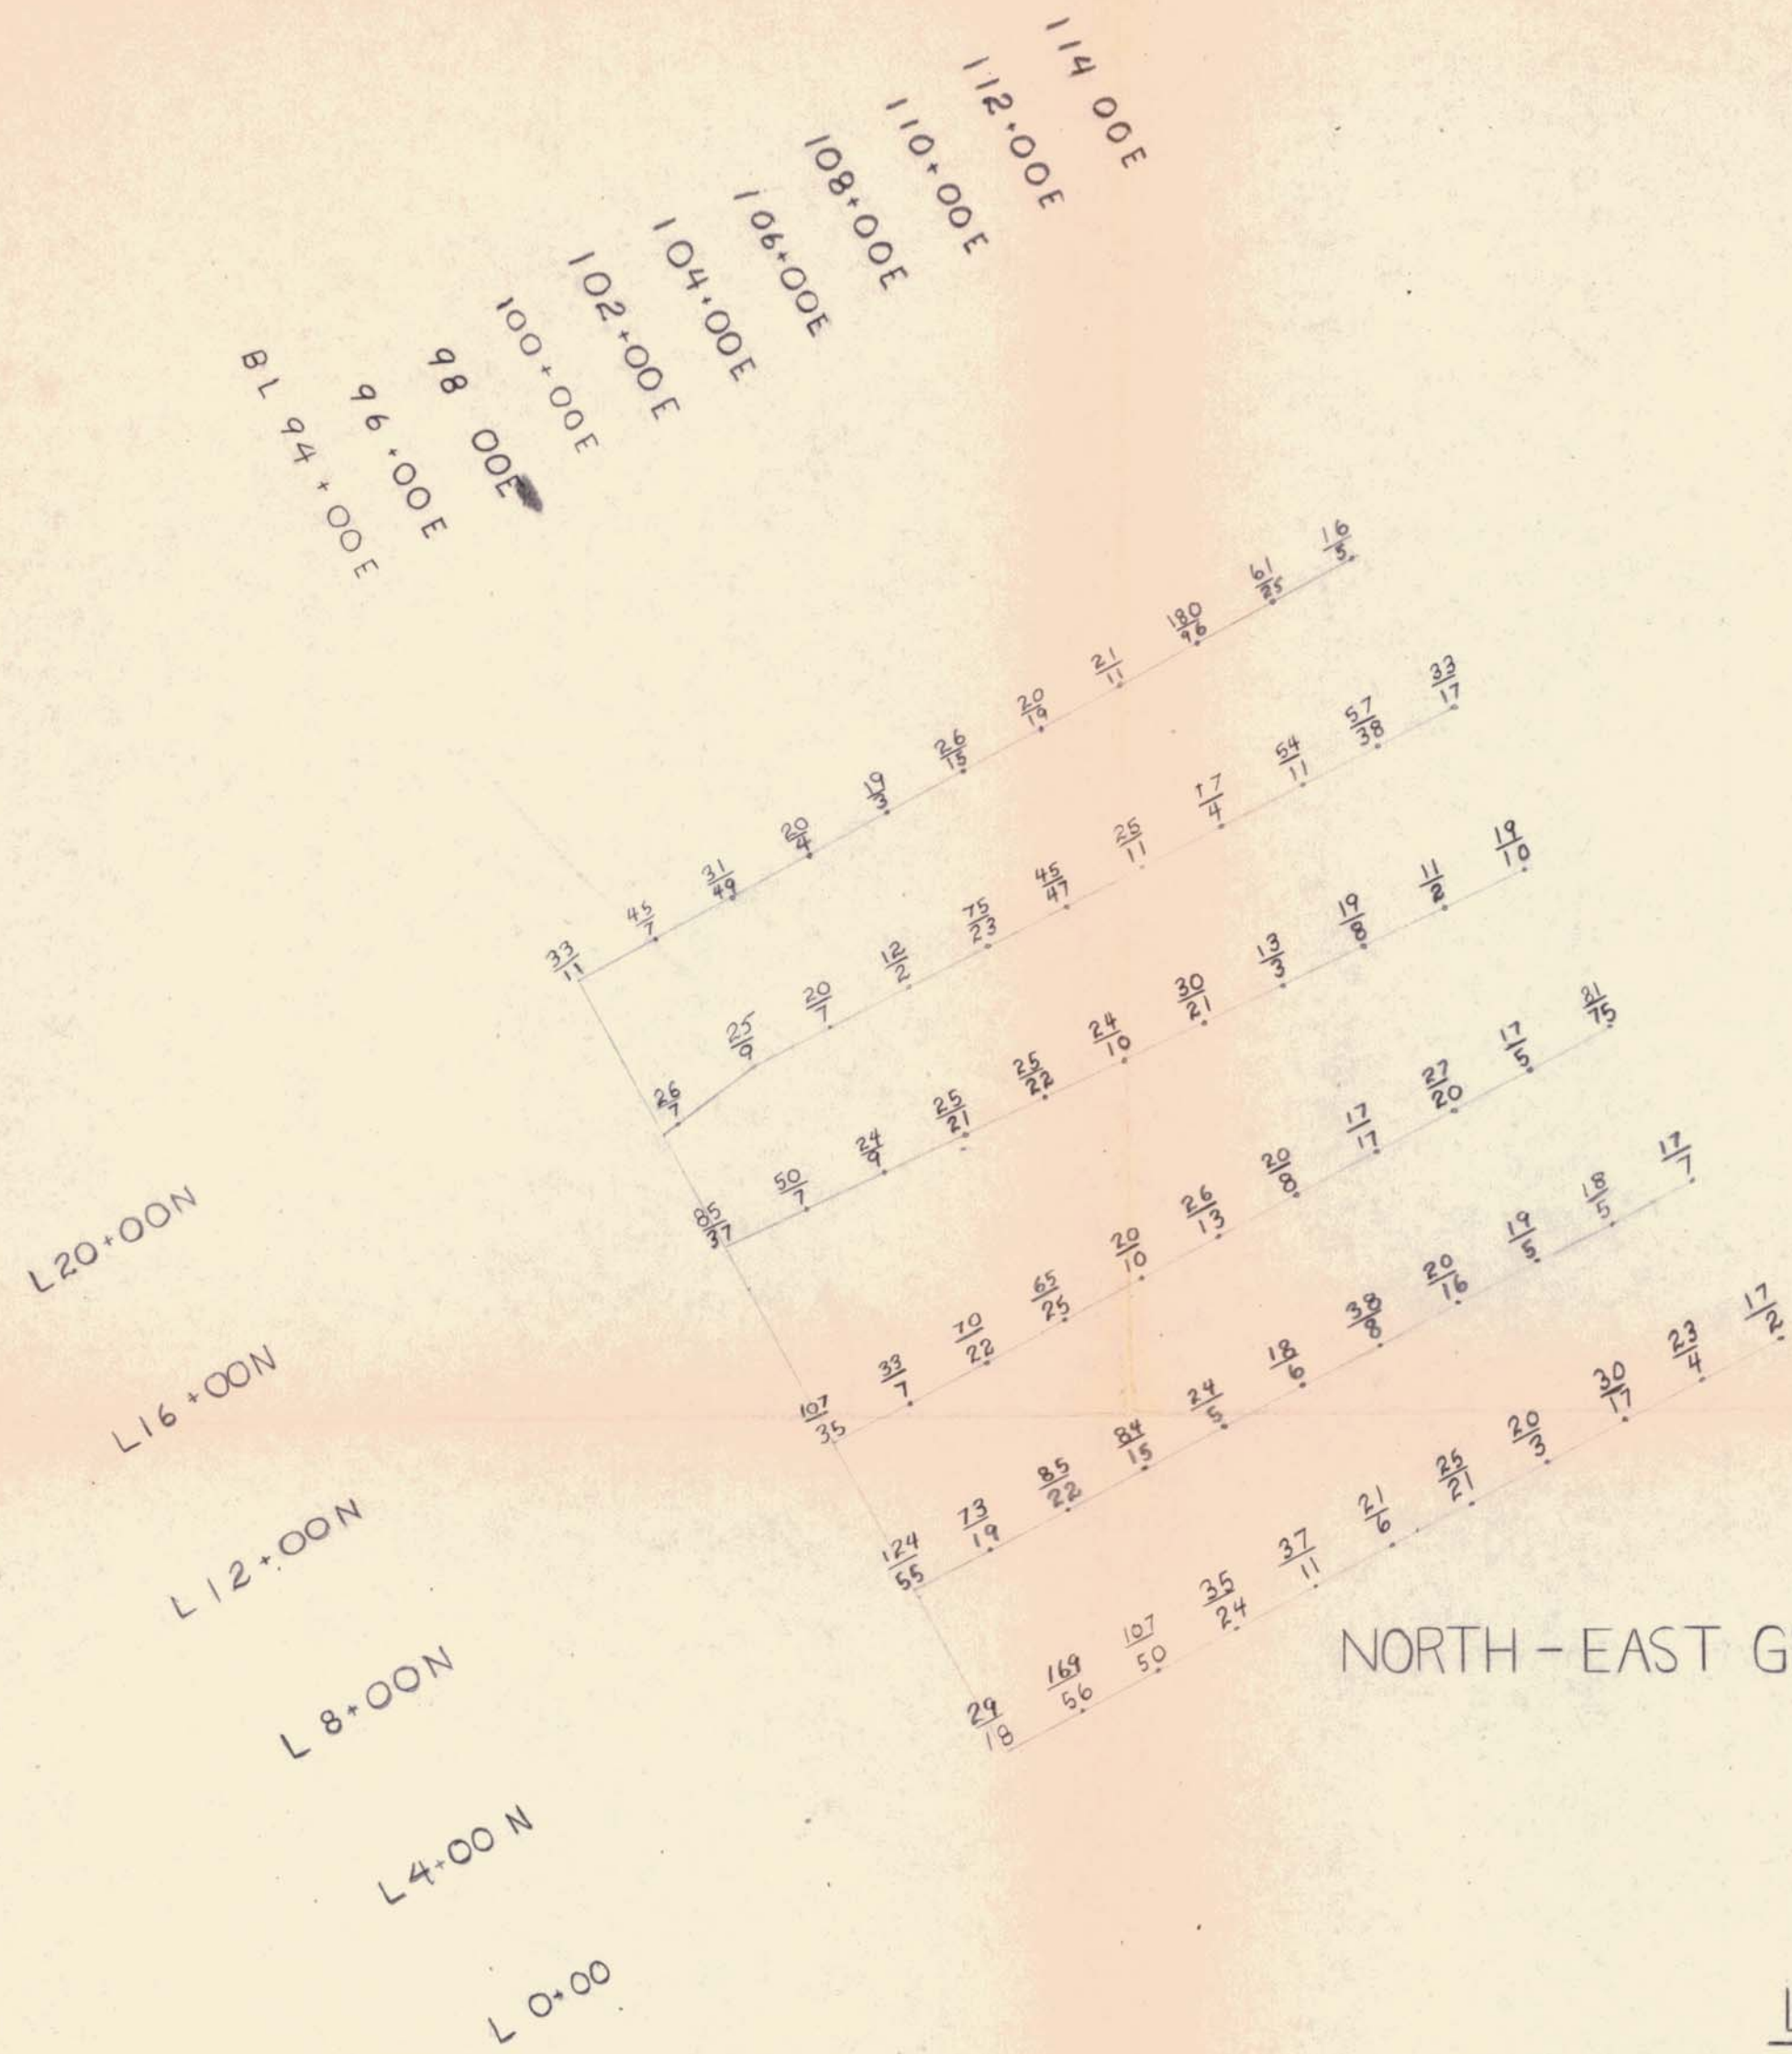 114 00E
112+00E
110+00E
108+00E
106+00E
104+00E
102+00E
100+00E
98 00E
96+00E
BL 94+00E
L20+00N
33/11 45/7 31/49 20/4 19/3 26/15 20/19 21/11 180/96 61/25 16/5
L16+00N
26/7 25/9 20/7 12/2 75/23 45/47 25/11 17/4 54/11 57/38 33/17
L12+00N
85/37 50/7 24/9 25/21 25/22 24/10 30/21 13/3 19/8 11/2 19/10
L8+00N
107/35 33/7 70/22 65/25 20/10 26/13 20/8 17/17 27/20 17/5 31/75
L4+00N
124/55 73/19 85/22 84/15 24/5 18/6 38/8 20/16 19/5 18/5 17/7
L0+00
29/18 169/56 107/50 35/24 37/11 21/6 25/21 20/3 30/17 23/4 17/2
NORTH-EAST G